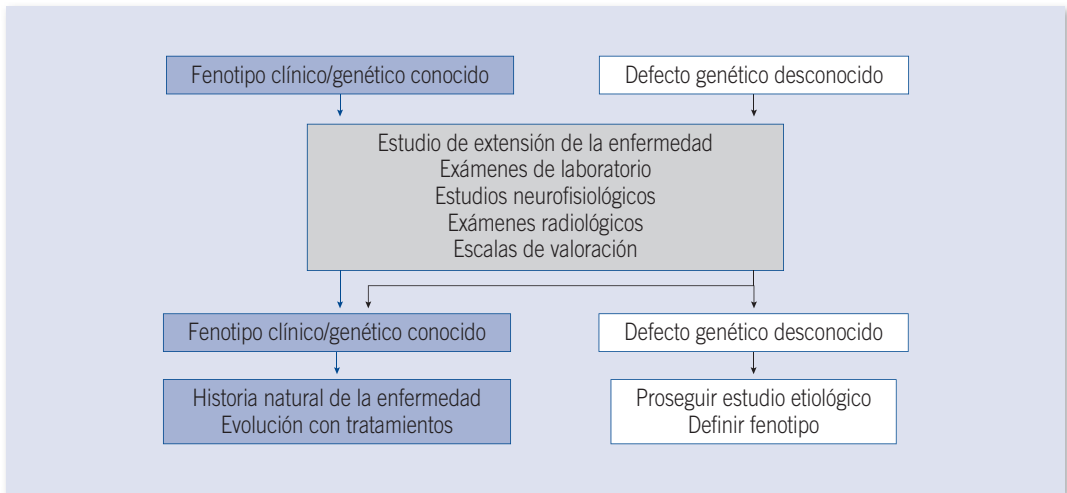 Fenotipo clínico/genético conocido
Defecto genético desconocido
Estudio de extensión de la enfermedad
Exámenes de laboratorio
Estudios neurofisiológicos
Exámenes radiológicos
Escalas de valoración
Fenotipo clínico/genético conocido
Defecto genético desconocido
Historia natural de la enfermedad
Evolución con tratamientos
Proseguir estudio etiológico
Definir fenotipo